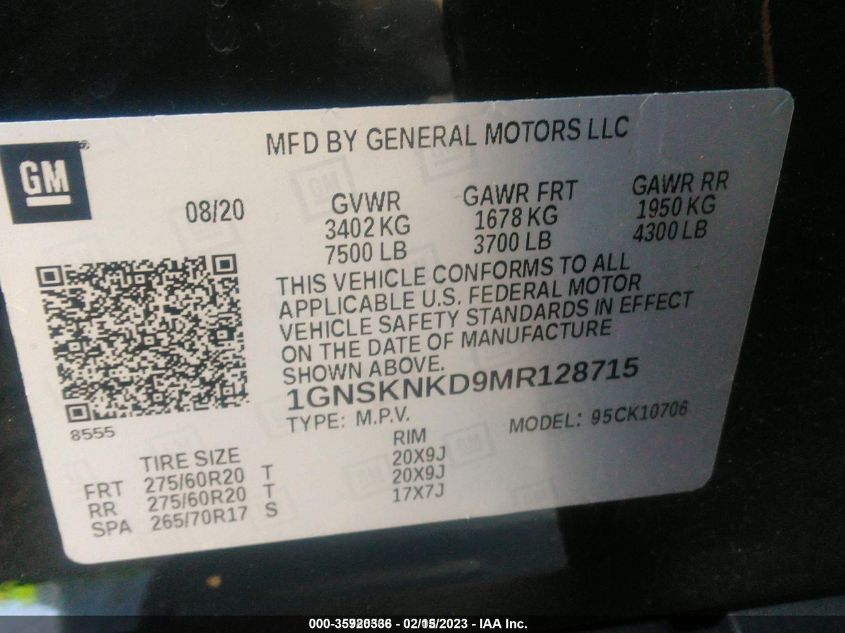 MFD BY GENERAL MOTORS LLC
GM
08/20
GVWR
3402 KG
7500 LB
GAWR FRT
1678 KG
3700 LB
GAWR RR
1950 KG
4300 LB
THIS VEHICLE CONFORMS TO ALL
APPLICABLE U.S. FEDERAL MOTOR
VEHICLE SAFETY STANDARDS IN EFFECT
ON THE DATE OF MANUFACTURE
SHOWN ABOVE.
1GNSKNKD9MR128715
TYPE: M.P.V.
MODEL: 95CK10706
8555
TIRE SIZE RIM
FRT 275/60R20 T 20X9J
RR 275/60R20 T 20X9J
SPA 265/70R17 S 17X7J
000-35920336 - 02/15/2023 - IAA Inc.